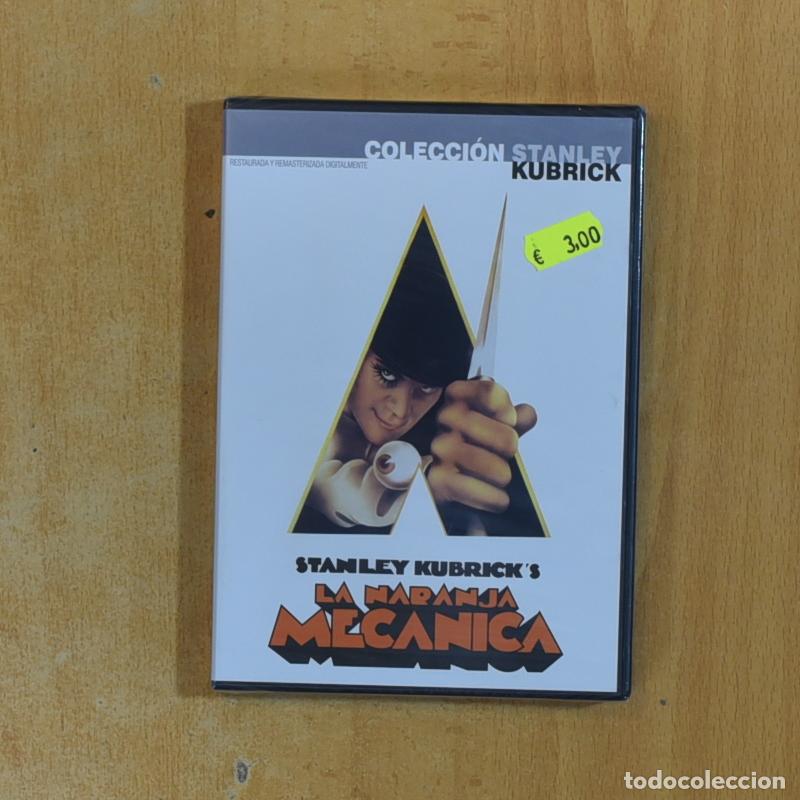 COLECCIÓN STANLEY
KUBRICK
RESTAURADA Y REMASTERIZADA DIGITALMENTE
€ 3,00
STANLEY KUBRICK'S
LA NARANJA
MECANICA
todocoleccion